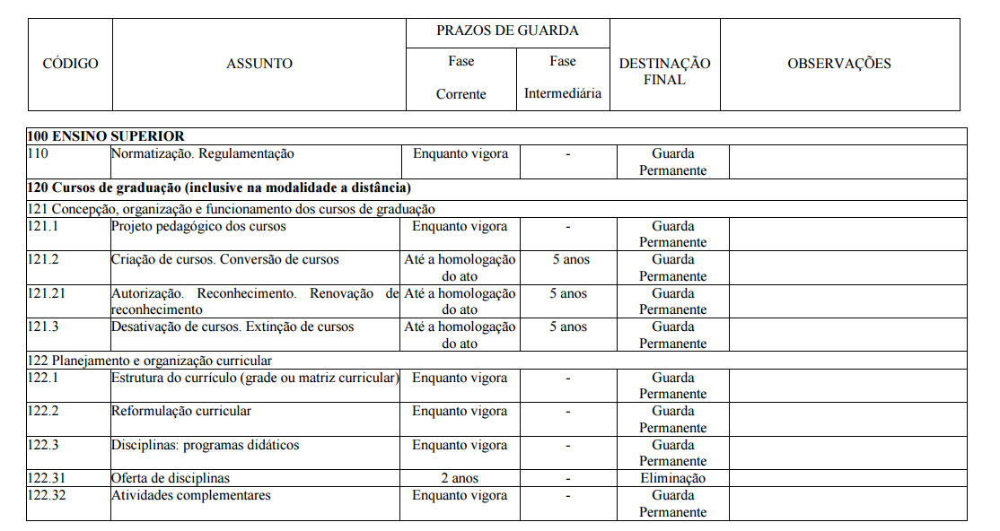 CÓDIGO
ASSUNTO
PRAZOS DE GUARDA
Fase
Corrente
Fase
Intermediária
DESTINAÇÃO
FINAL
OBSERVAÇÕES
100 ENSINO SUPERIOR
110 Normatização. Regulamentação Enquanto vigora - Guarda
Permanente
120 Cursos de graduação (inclusive na modalidade a distância)
121 Concepção, organização e funcionamento dos cursos de graduação
121.1 Projeto pedagógico dos cursos Enquanto vigora - Guarda
Permanente
121.2 Criação de cursos. Conversão de cursos Até a homologação 5 anos Guarda
do ato Permanente
121.21 Autorização. Reconhecimento. Renovação de Até a homologação 5 anos Guarda
reconhecimento do ato Permanente
121.3 Desativação de cursos. Extinção de cursos Até a homologação 5 anos Guarda
do ato Permanente
122 Planejamento e organização curricular
122.1 Estrutura do currículo (grade ou matriz curricular) Enquanto vigora - Guarda
Permanente
122.2 Reformulação curricular Enquanto vigora - Guarda
Permanente
122.3 Disciplinas: programas didáticos Enquanto vigora - Guarda
Permanente
122.31 Oferta de disciplinas 2 anos - Eliminação
122.32 Atividades complementares Enquanto vigora - Guarda
Permanente